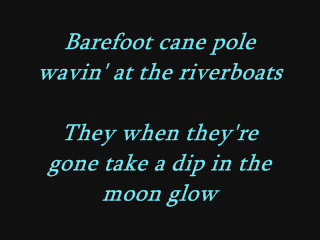 Barefoot cane pole
wavin' at the riverboats
They when they're
gone take a dip in the
moon glow